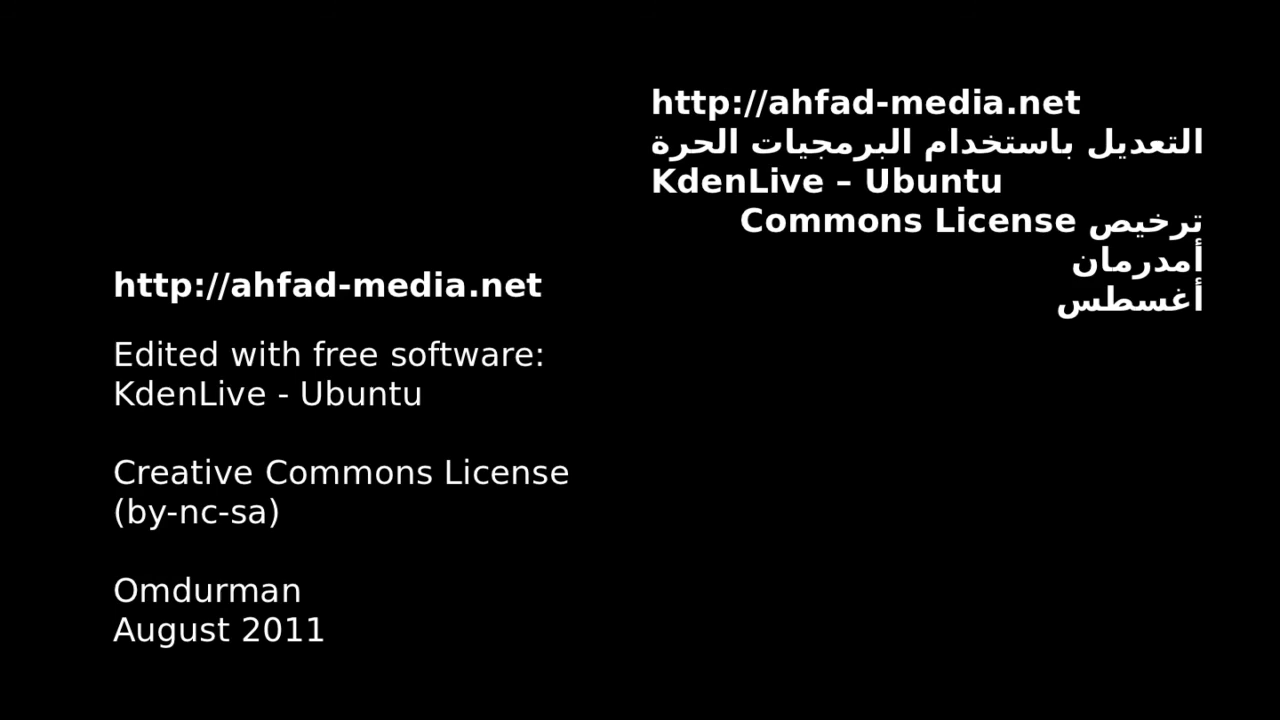 http://ahfad-media.net
Edited with free software:
KdenLive - Ubuntu
Creative Commons License
(by-nc-sa)
Omdurman
August 2011
http://ahfad-media.net
التعديل باستخدام البرمجيات الحرة
KdenLive – Ubuntu
ترخيص Commons License
أمدرمان
أغسطس